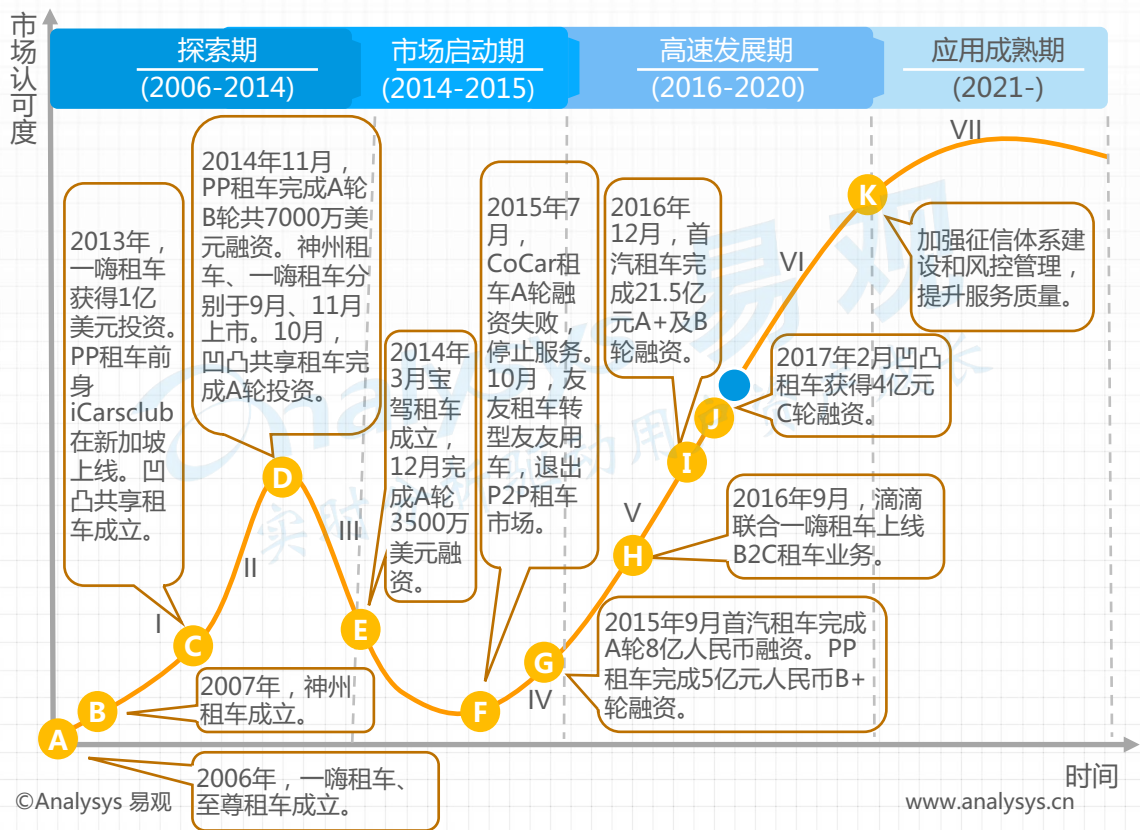 市场认可度
探索期
(2006-2014)
市场启动期
(2014-2015)
高速发展期
(2016-2020)
应用成熟期
(2021-)
2013年，
一嗨租车
获得1亿
美元投资。
PP租车前
身
iCarsclub
在新加坡
上线。凹
凸共享租
车成立。
2014年11月，
PP租车完成A轮
B轮共7000万美
元融资。神州租
车、一嗨租车分
别于9月、11月
上市。10月，
凹凸共享租车完
成A轮投资。
2014年
3月宝
驾租车
成立，
12月完
成A轮
3500万
美元融
资。
2015年7
月，
CoCar租
车A轮融
资失败，
停止服务。
10月，友
友租车转
型友友用
车，退出
P2P租车
市场。
2016年
12月，首
汽租车完
成21.5亿
元A+及B
轮融资。
2017年2月凹凸
租车获得4亿元
C轮融资。
加强征信体系建
设和风控管理，
提升服务质量。
2016年9月，滴滴
联合一嗨租车上线
B2C租车业务。
2015年9月首汽租车完成
A轮8亿人民币融资。PP
租车完成5亿元人民币B+
轮融资。
2007年，神州
租车成立。
2006年，一嗨租车、
至尊租车成立。
A
B
C
D
E
F
G
H
I
J
K
I
II
III
IV
V
VI
VII
时间
©Analysys 易观
www.analysys.cn
Analysys 易观